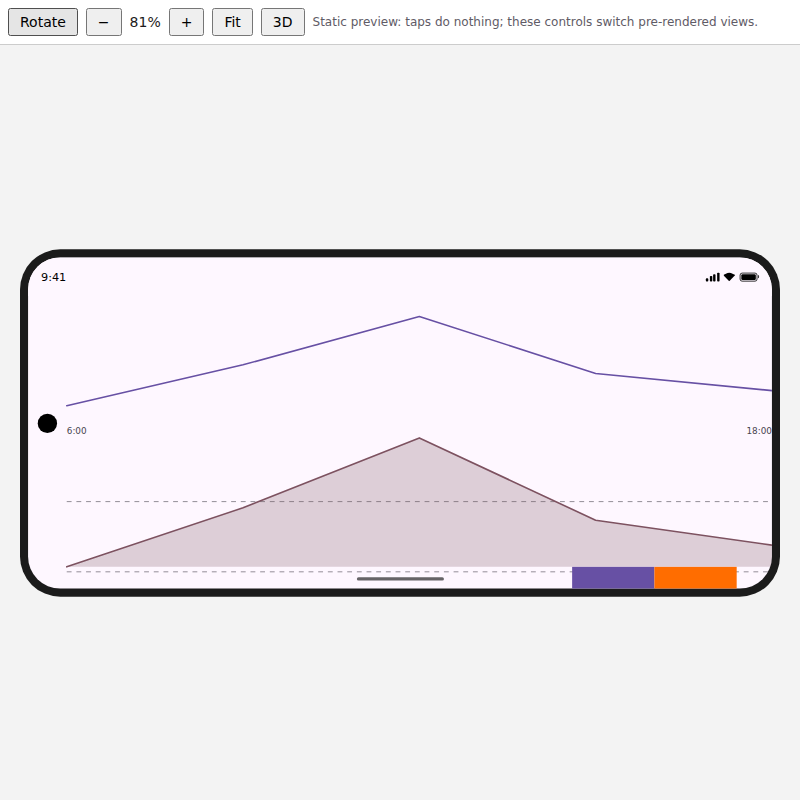 Rotate − 81% + Fit 3D Static preview: taps do nothing; these controls switch pre-rendered views.
9:41
6:00 18:00